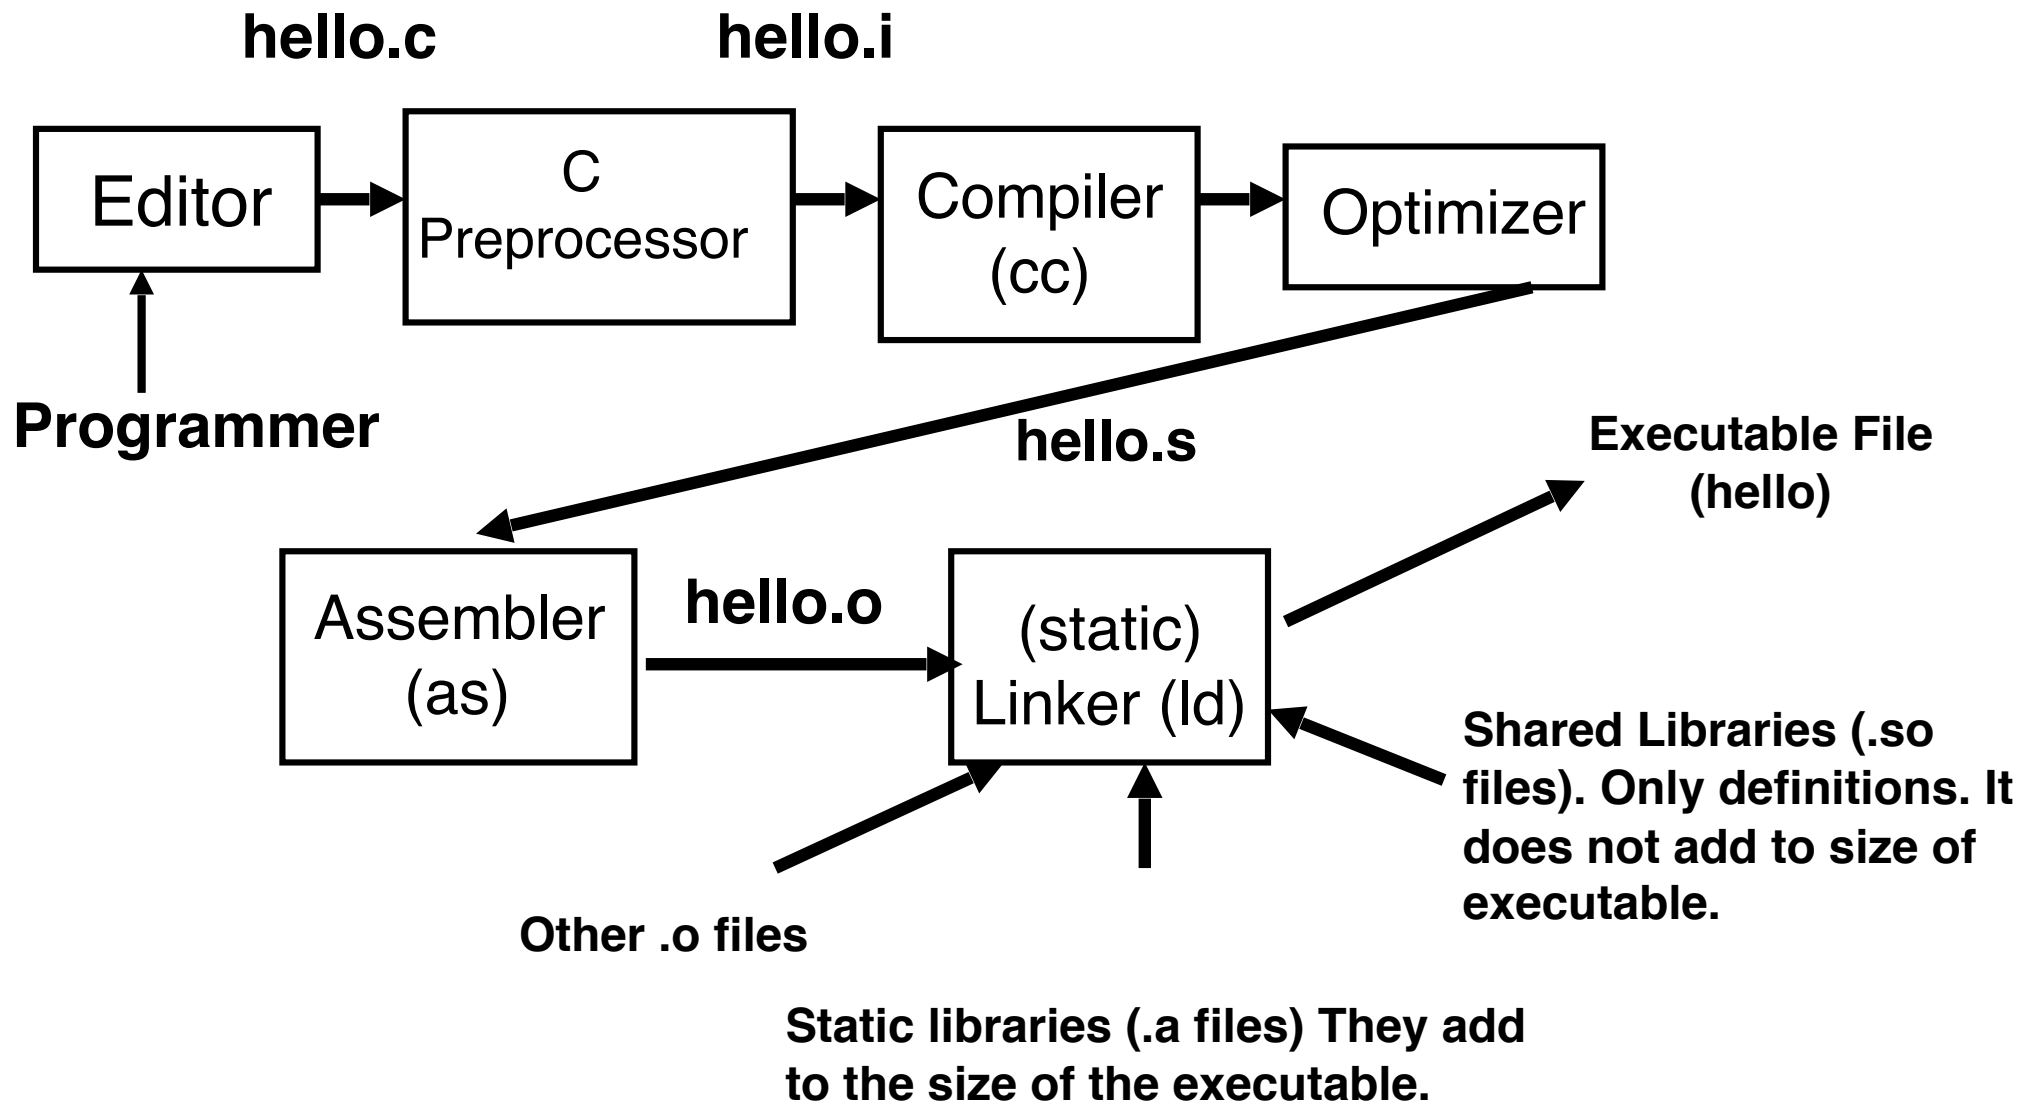 hello.c
hello.i
Editor
C
Preprocessor
Compiler
(cc)
Optimizer
Programmer
hello.s
Executable File
(hello)
Assembler
(as)
hello.o
(static)
Linker (ld)
Shared Libraries (.so
files). Only definitions. It
does not add to size of
executable.
Other .o files
Static libraries (.a files) They add
to the size of the executable.